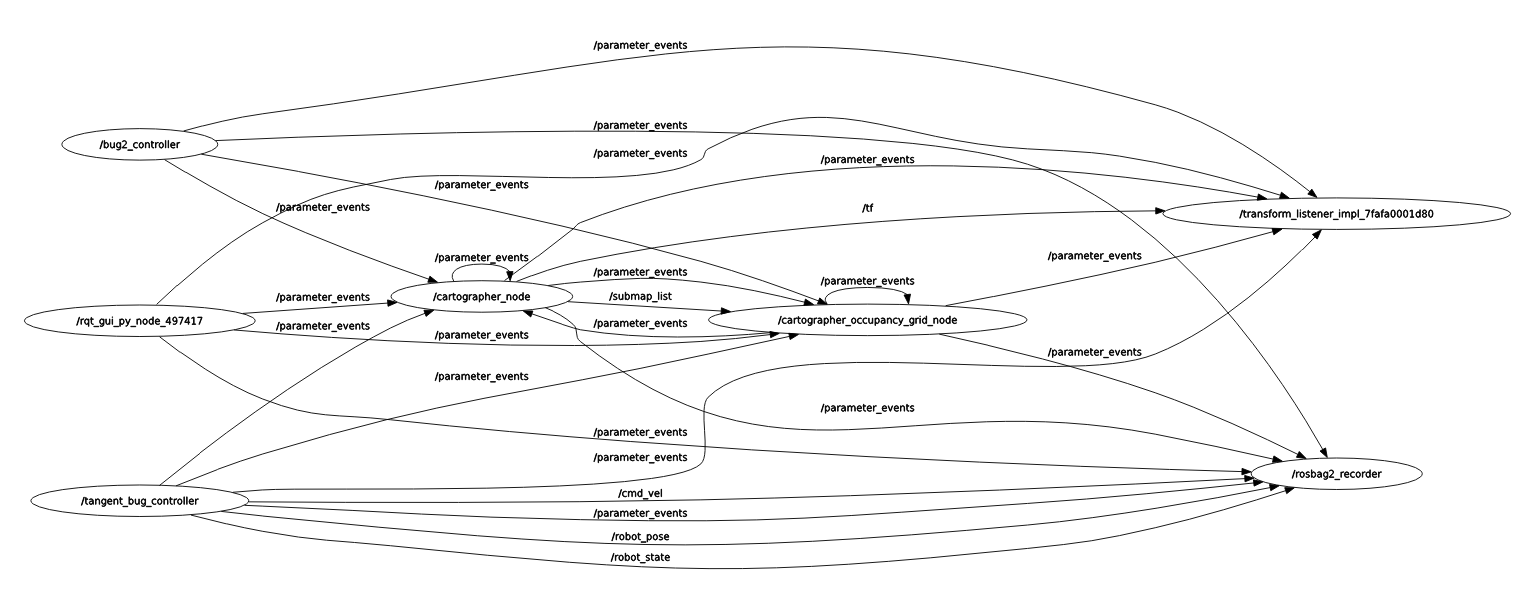 /parameter_events
/parameter_events
/bug2_controller
/parameter_events
/parameter_events
/parameter_events
/parameter_events
/tf
/transform_listener_impl_7fafa0001d80
/parameter_events
/parameter_events
/parameter_events
/parameter_events
/parameter_events
/cartographer_node
/submap_list
/rqt_gui_py_node_497417
/cartographer_occupancy_grid_node
/parameter_events
/parameter_events
/parameter_events
/parameter_events
/parameter_events
/parameter_events
/parameter_events
/parameter_events
/rosbag2_recorder
/cmd_vel
/tangent_bug_controller
/parameter_events
/robot_pose
/robot_state